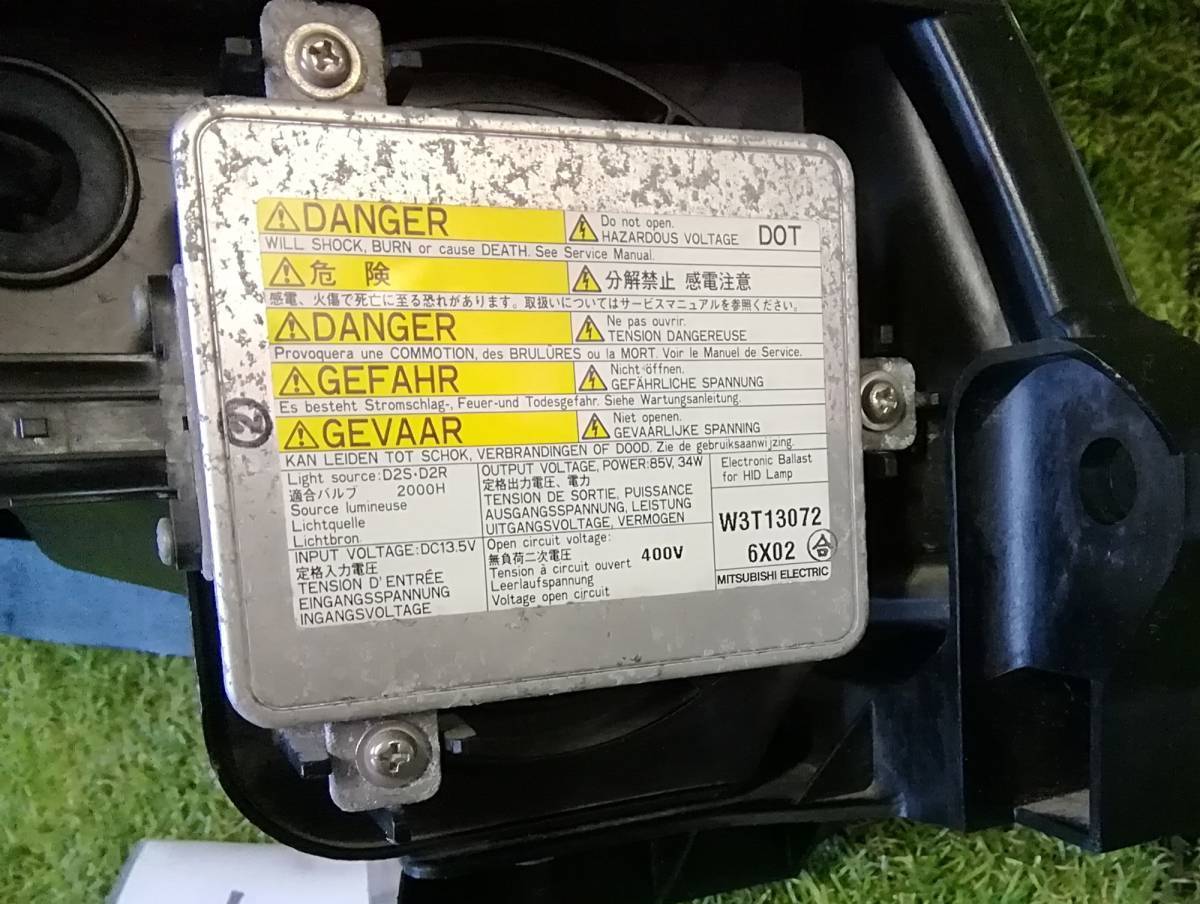 DANGER
Do not open.
HAZARDOUS VOLTAGE
DOT
WILL SHOCK, BURN or cause DEATH. See Service Manual.
危険
分解禁止 感電注意
感電、火傷で死亡に至る恐れがあります。取扱いについてはサービスマニュアルを参照ください。
DANGER
Ne pas ouvrir.
TENSION DANGEREUSE
Provoquera une COMMOTION, des BRULÛRES ou la MORT. Voir le Manuel de Service.
GEFAHR
Nicht öffnen.
GEFÄHRLICHE SPANNUNG
Es besteht Stromschlag-, Feuer-und Todesgefahr. Siehe Wartungsanleitung.
GEVAAR
Niet openen.
GEVAARLIJKE SPANNING
KAN LEIDEN TOT SCHOK, VERBRANDINGEN OF DOOD. Zie de gebruiksaanwijzing.
2
Light source:D2S·D2R
適合バルブ 2000H
Source lumineuse
Lichtquelle
Lichtbron
OUTPUT VOLTAGE, POWER:85V, 34W
定格出力電圧、電力
TENSION DE SORTIE, PUISSANCE
AUSGANGSSPANNUNG, LEISTUNG
UITGANGSVOLTAGE, VERMOGEN
Electronic Ballast
for HID Lamp
INPUT VOLTAGE:DC13.5V
定格入力電圧
TENSION D'ENTRÉE
EINGANGSSPANNUNG
INGANGSVOLTAGE
Open circuit voltage:
無負荷二次電圧 400V
Tension à circuit ouvert
Leerlaufspannung
Voltage open circuit
W3T13072
6X02 合
MITSUBISHI ELECTRIC